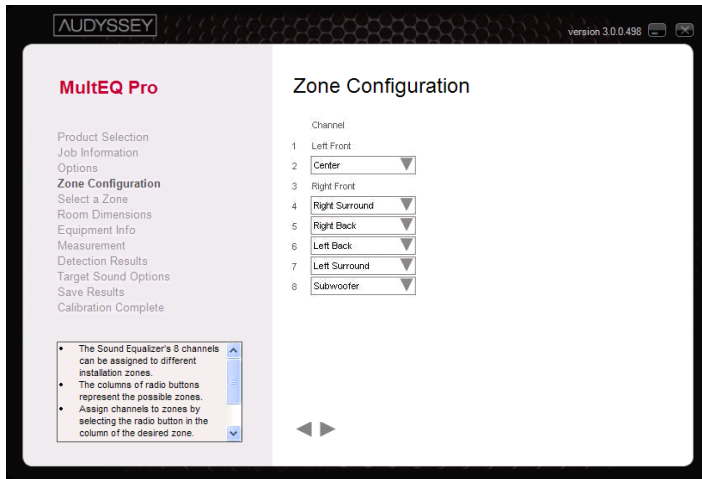 AUDYSSEY
version 3.0.0.498
MultEQ Pro
Product Selection
Job Information
Options
Zone Configuration
Select a Zone
Room Dimensions
Equipment Info
Measurement
Detection Results
Target Sound Options
Save Results
Calibration Complete
• The Sound Equalizer's 8 channels
can be assigned to different
installation zones.
• The columns of radio buttons
represent the possible zones.
• Assign channels to zones by
selecting the radio button in the
column of the desired zone.
Zone Configuration
Channel
1 Left Front
2 Center
3 Right Front
4 Right Surround
5 Right Back
6 Left Back
7 Left Surround
8 Subwoofer